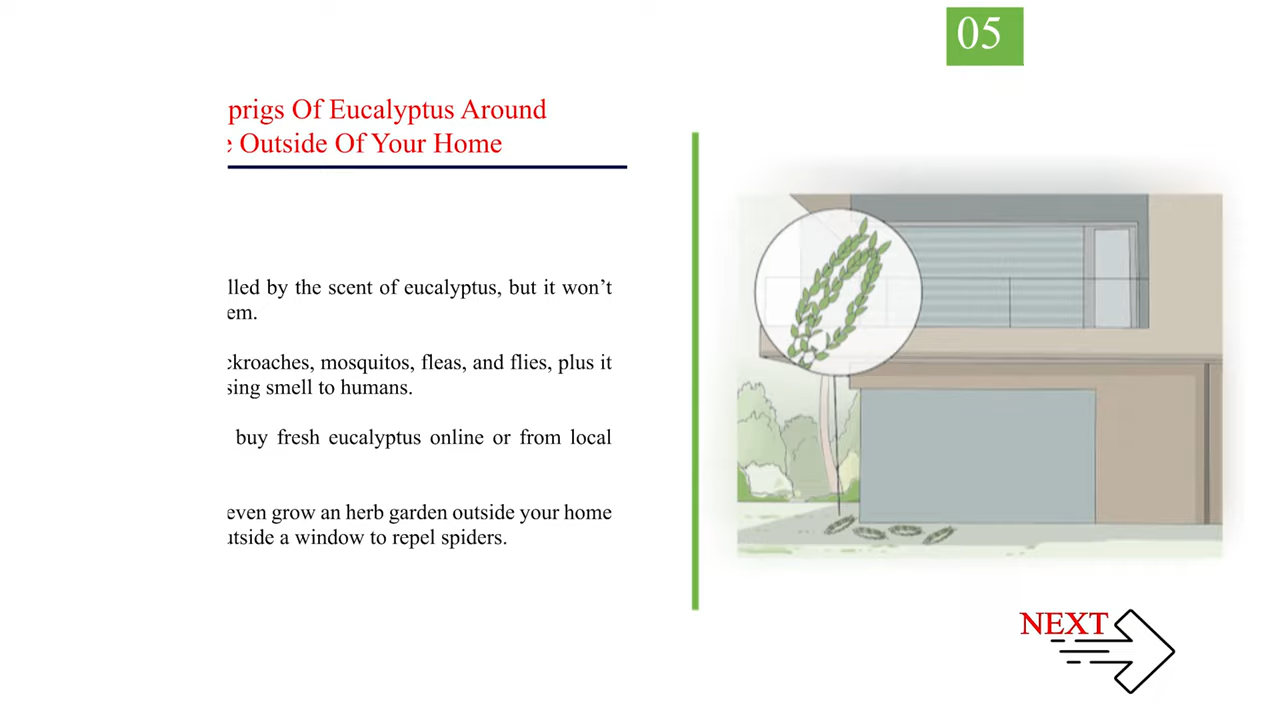 05
prigs Of Eucalyptus Around
e Outside Of Your Home
lled by the scent of eucalyptus, but it won't
em.
ckroaches, mosquitos, fleas, and flies, plus it
sing smell to humans.
buy fresh eucalyptus online or from local
even grow an herb garden outside your home
utside a window to repel spiders.
NEXT